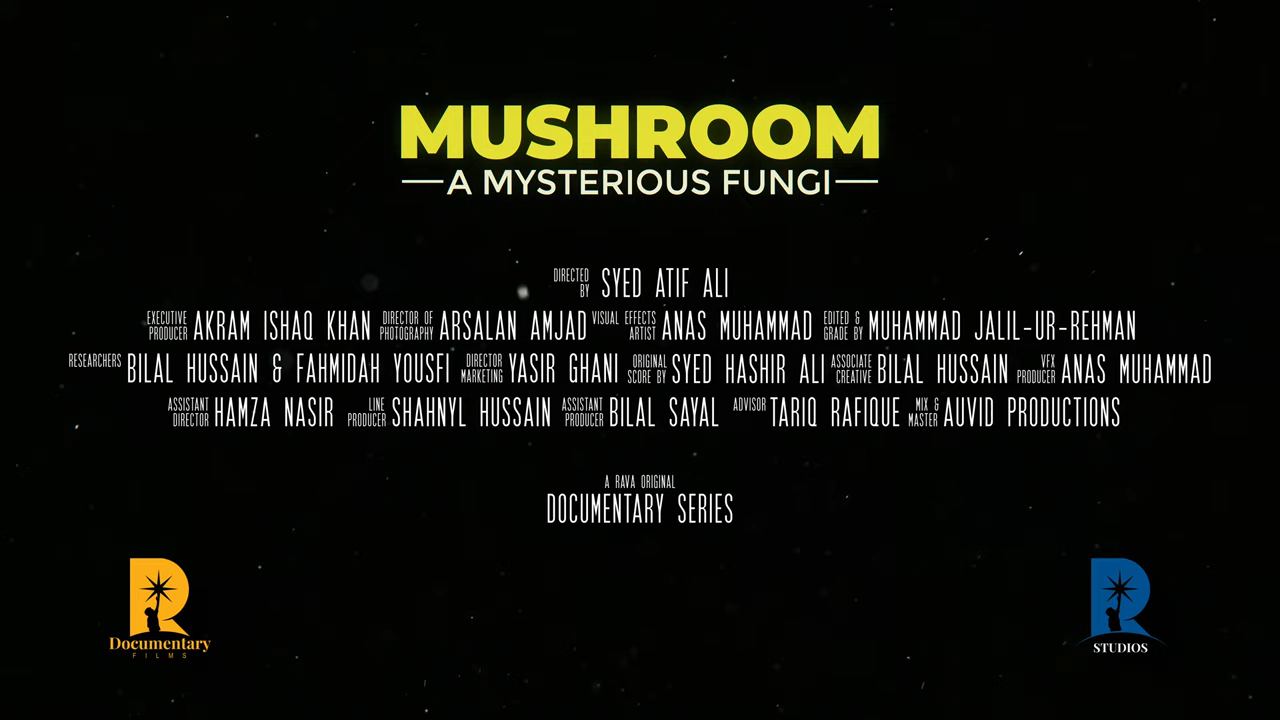 MUSHROOM
A MYSTERIOUS FUNGI
DIRECTED BY SYED ATIF ALI
EXECUTIVE PRODUCER AKRAM ISHAQ KHAN DIRECTOR OF PHOTOGRAPHY ARSALAN AMJAD VISUAL EFFECTS ARTIST ANAS MUHAMMAD EDITED & GRADE BY MUHAMMAD JALIL-UR-REHMAN
RESEARCHERS BILAL HUSSAIN & FAHMIDAH YOUSFI DIRECTOR MARKETING YASIR GHANI ORIGINAL SCORE BY SYED HASHIR ALI ASSOCIATE CREATIVE BILAL HUSSAIN VFX PRODUCER ANAS MUHAMMAD
ASSISTANT DIRECTOR HAMZA NASIR LINE PRODUCER SHAHNYL HUSSAIN ASSISTANT PRODUCER BILAL SAYAL ADVISOR TARIQ RAFIQUE MIX & MASTER AUVID PRODUCTIONS
A RAVA ORIGINAL
DOCUMENTARY SERIES
R
Documentary
FILMS
R
STUDIOS